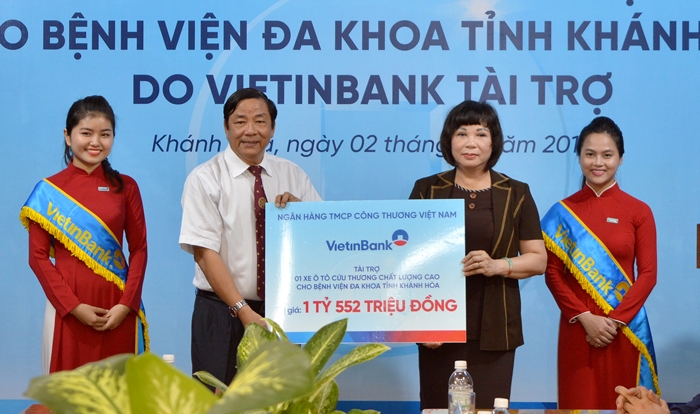 O BỆNH VIỆN ĐA KHOA TỈNH KHÁNH
DO VIETINBANK TÀI TRỢ
ngày 02 tháng
VietinBank
NGÂN HÀNG TMCP CÔNG THƯƠNG VIỆT NAM
VietinBank
TÀI TRỢ
01 XE Ô TÔ CỨU THƯƠNG CHẤT LƯỢNG CAO
CHO BỆNH VIỆN ĐA KHOA TỈNH KHÁNH HÒA
giá: 1 TỶ 552 TRIỆU ĐỒNG
VietinBank